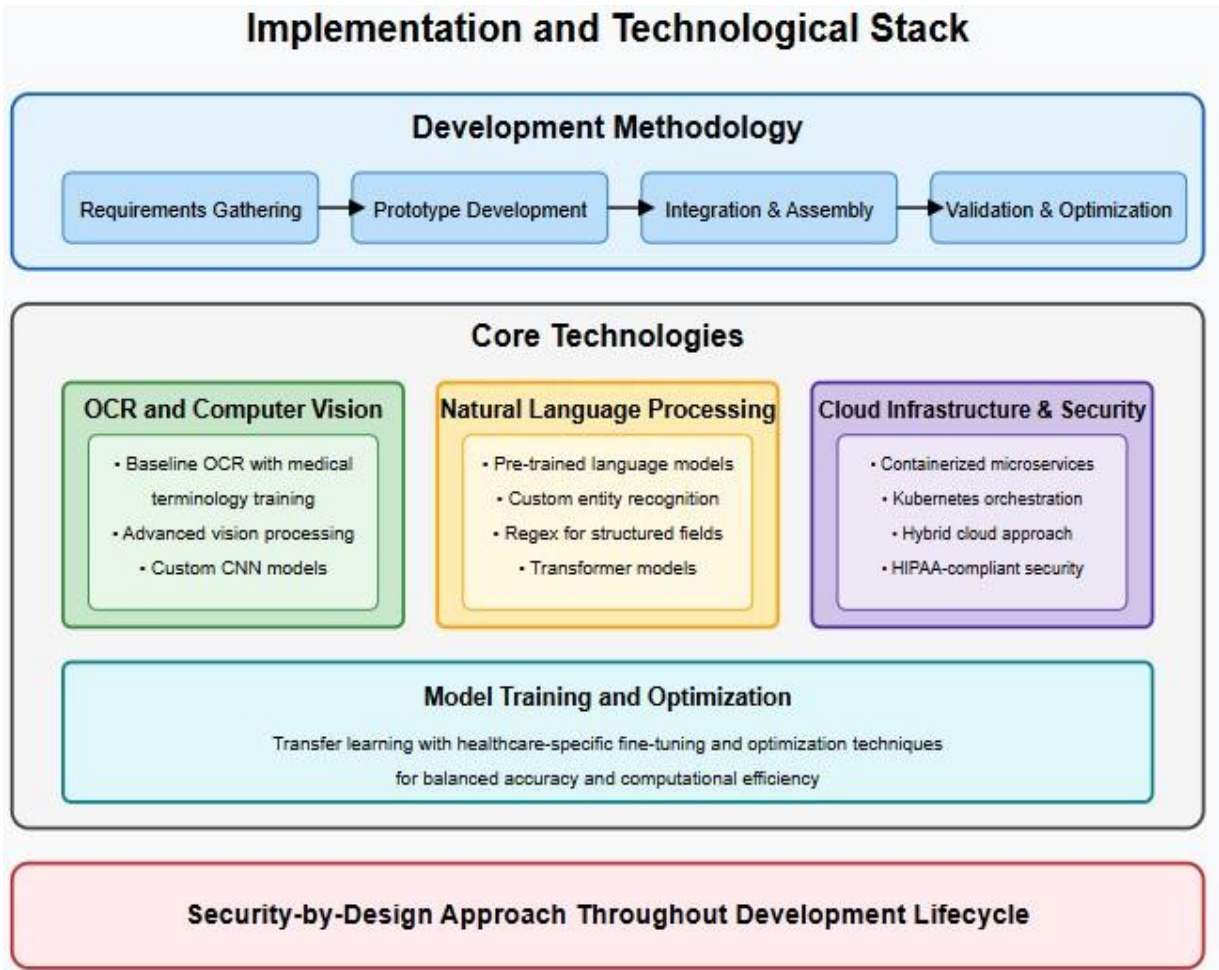 Implementation and Technological Stack
Development Methodology
Requirements Gathering
Prototype Development
Integration & Assembly
Validation & Optimization
Core Technologies
OCR and Computer Vision
• Baseline OCR with medical
terminology training
• Advanced vision processing
• Custom CNN models
Natural Language Processing
• Pre-trained language models
• Custom entity recognition
• Regex for structured fields
• Transformer models
Cloud Infrastructure & Security
• Containerized microservices
• Kubernetes orchestration
• Hybrid cloud approach
• HIPAA-compliant security
Model Training and Optimization
Transfer learning with healthcare-specific fine-tuning and optimization techniques
for balanced accuracy and computational efficiency
Security-by-Design Approach Throughout Development Lifecycle